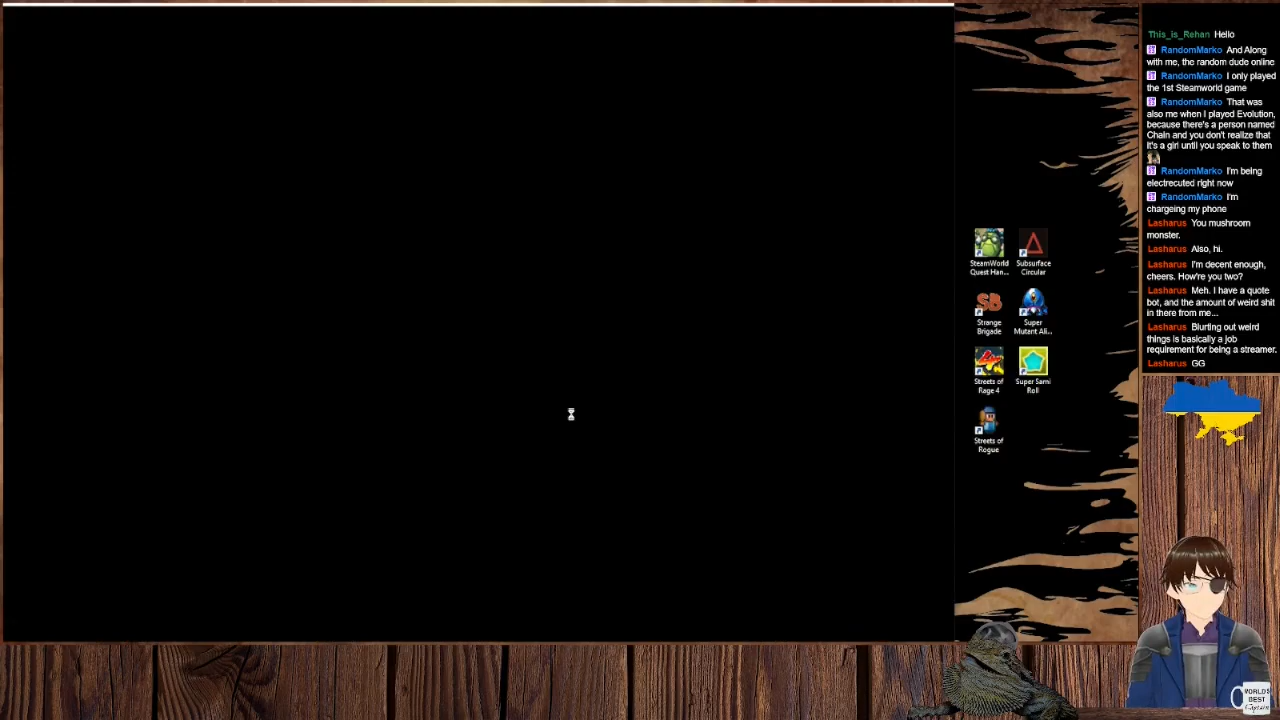 This_is_Rehan Hello
RandomMarko And Along
with me, the random dude online
RandomMarko I only played
the 1st Steamworld game
RandomMarko That was
also me when I played Evolution,
because there's a person named
Chain and you don't realize that
it's a girl until you speak to them
RandomMarko I'm being
electrecuted right now
RandomMarko I'm
chargeing my phone
Lasharus You mushroom
monster.
Lasharus Also, hi.
Lasharus I'm decent enough,
cheers. How're you two?
Lasharus Meh. I have a quote
bot, and the amount of weird shit
in there from me...
Lasharus Blurting out weird
things is basically a job
requirement for being a streamer.
Lasharus GG
SteamWorld
Quest Han...
Subsurface
Circular
SB
Strange
Brigade
Super
Mutant Ali...
Streets of
Rage 4
Super Sami
Roll
Streets of
Rogue
WORLD'S
BEST
Captain